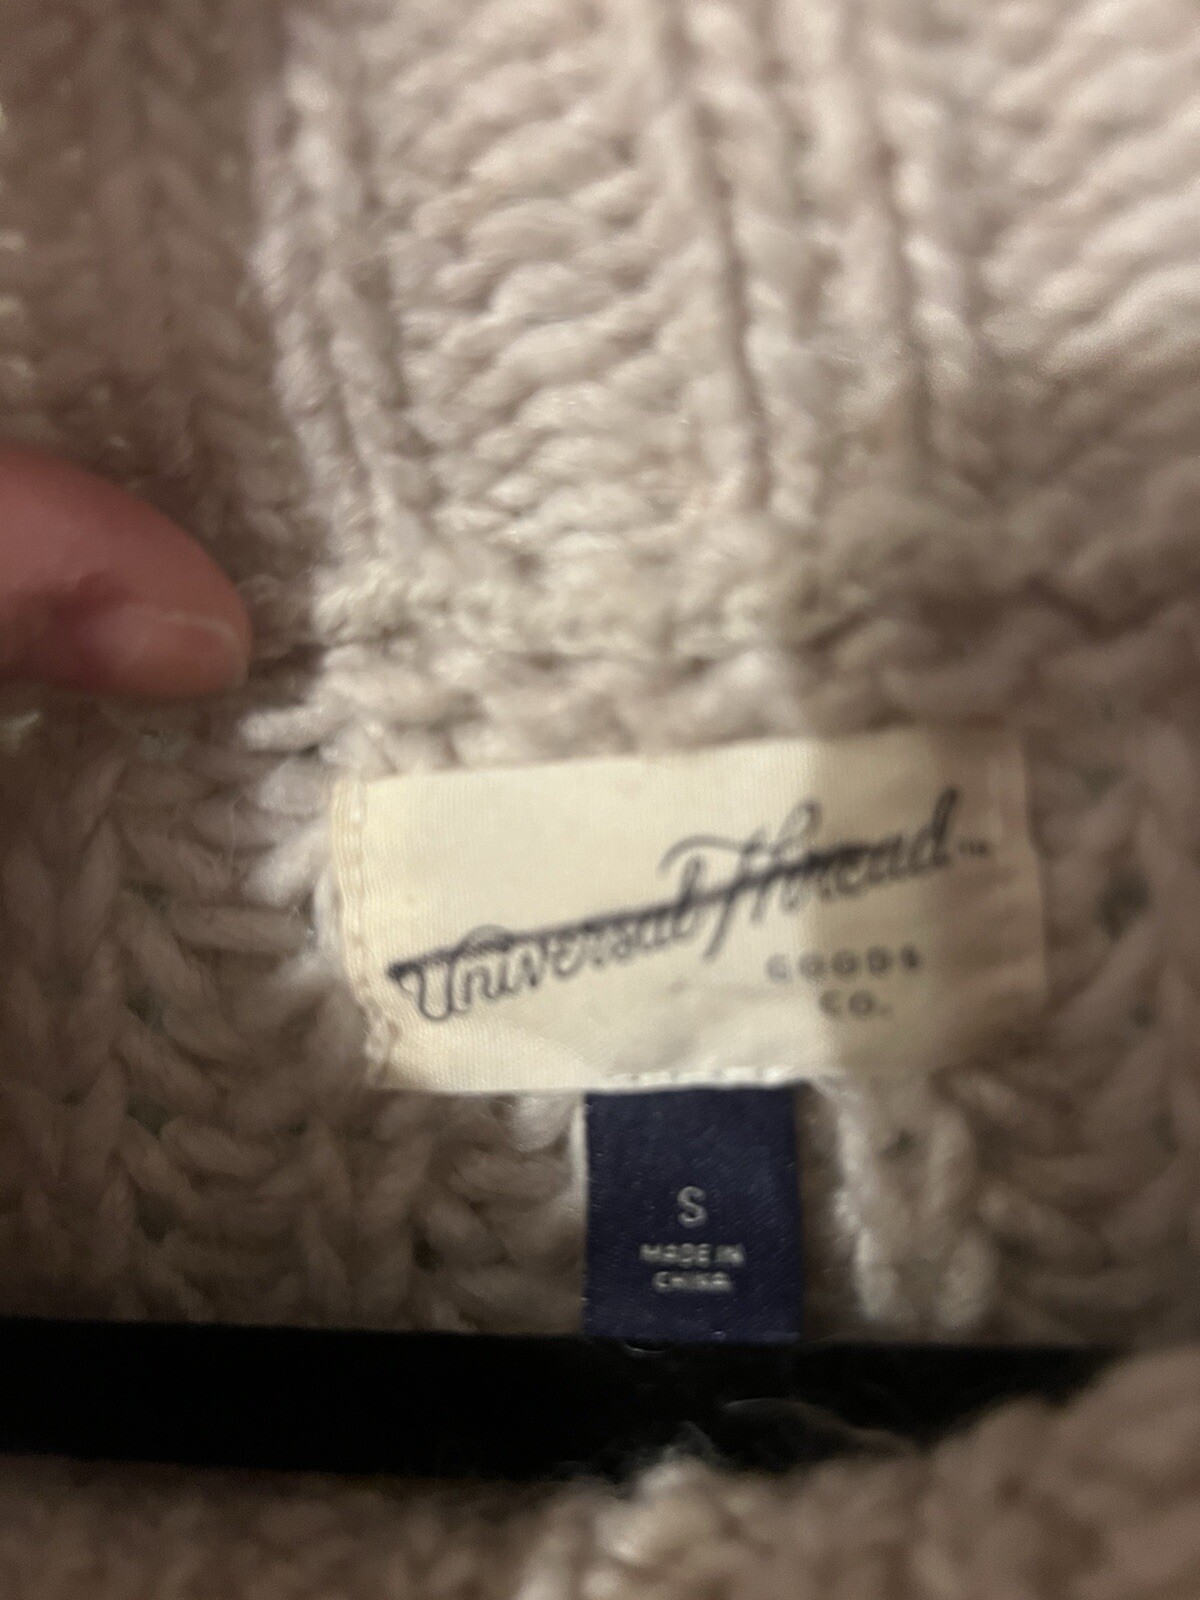 Universal Thread™
GOODS
CO.
S
MADE IN
CHINA